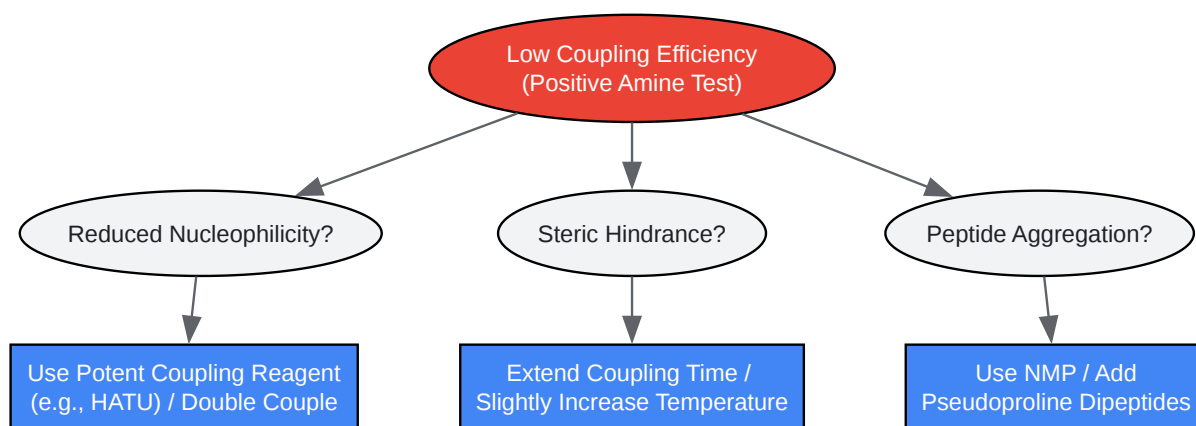 Low Coupling Efficiency
(Positive Amine Test)
Reduced Nucleophilicity?
Steric Hindrance?
Peptide Aggregation?
Use Potent Coupling Reagent
(e.g., HATU) / Double Couple
Extend Coupling Time /
Slightly Increase Temperature
Use NMP / Add
Pseudoproline Dipeptides